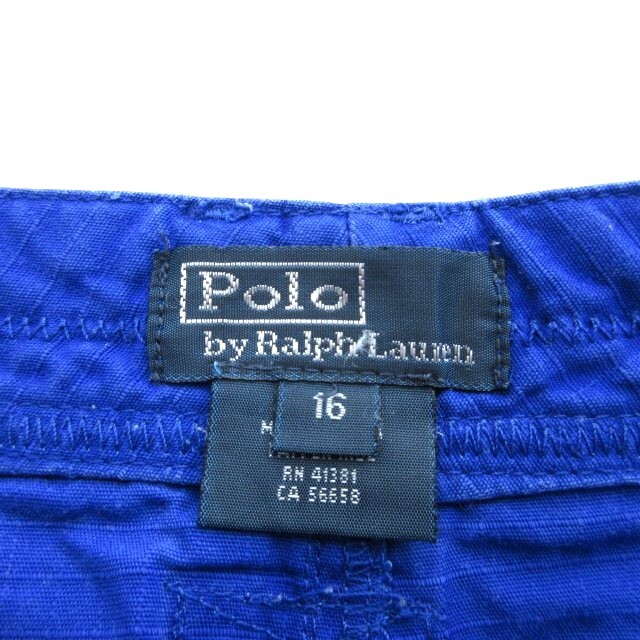 Polo
by Ralph Lauren
16
RN 41381
CA 56658